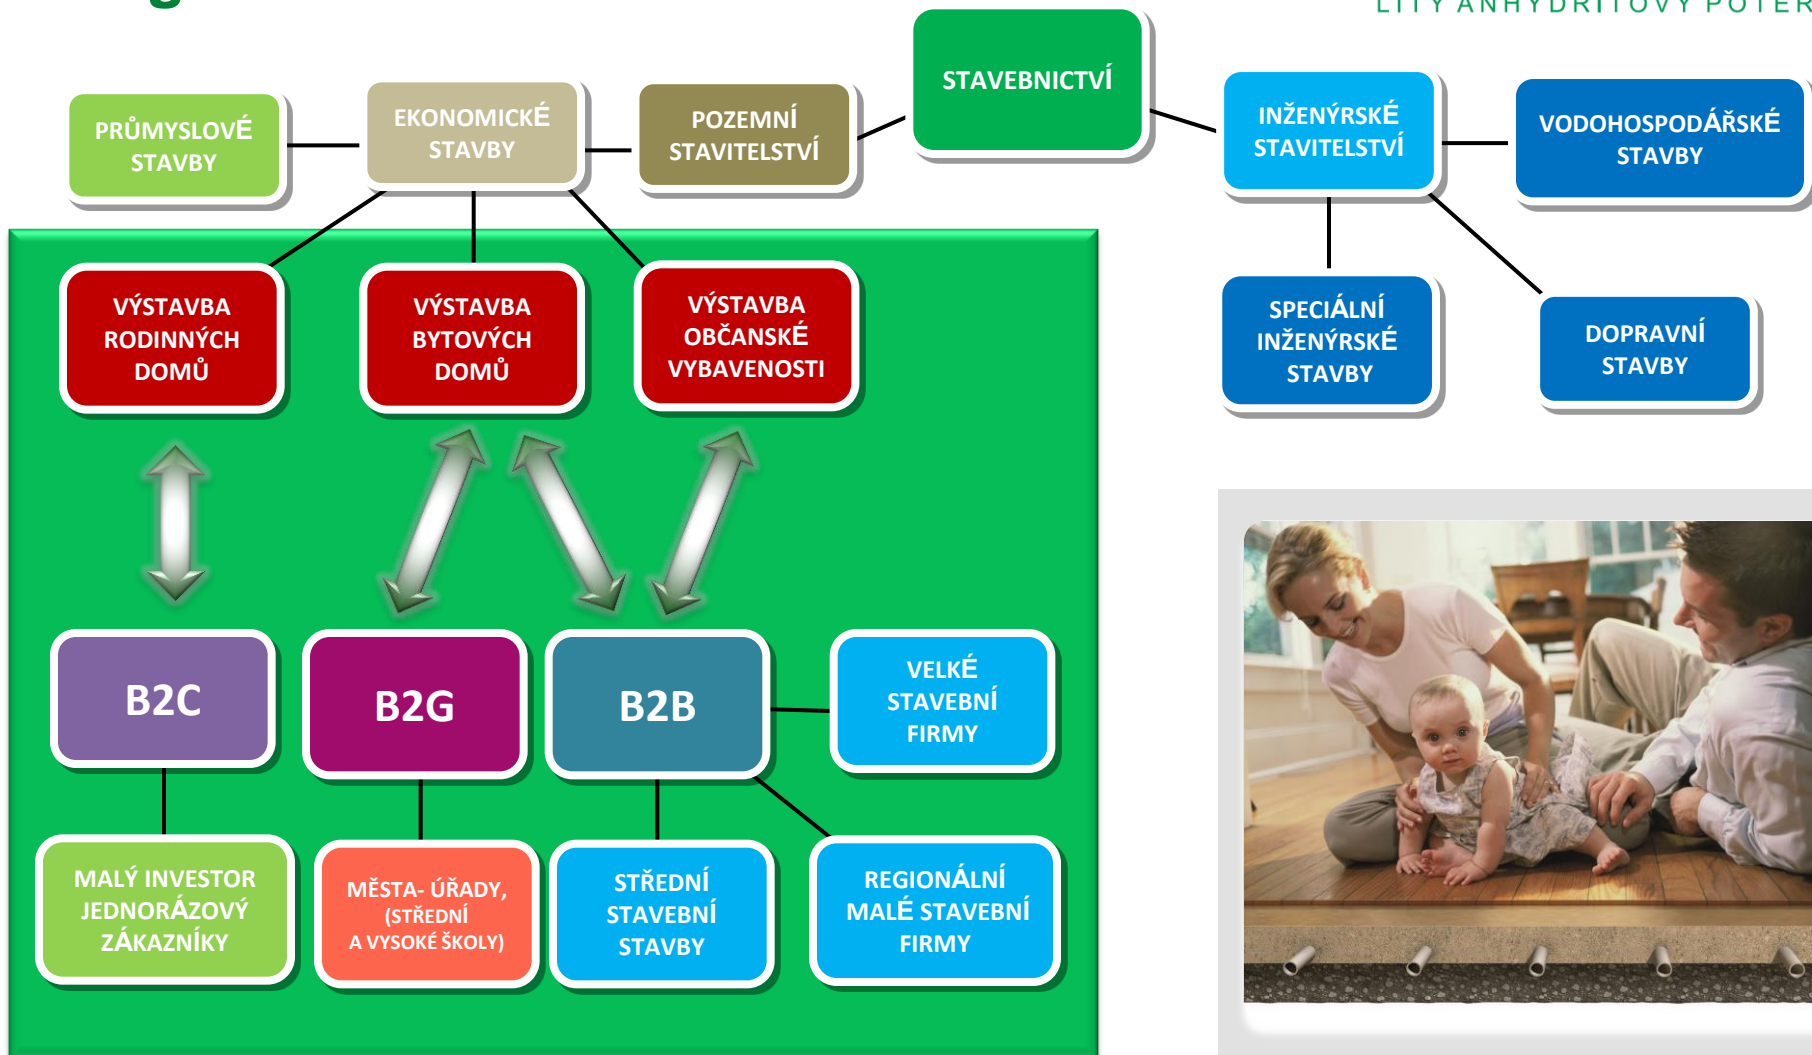 LITÝ ANHYDRITOVÝ POTĚR
STAVEBNICTVÍ
PRŮMYSLOVÉ
STAVBY
EKONOMICKÉ
STAVBY
POZEMNÍ
STAVITELSTVÍ
INŽENÝRSKÉ
STAVITELSTVÍ
VODOHOSPODÁŘSKÉ
STAVBY
VÝSTAVBA
RODINNÝCH
DOMŮ
VÝSTAVBA
BYTOVÝCH
DOMŮ
VÝSTAVBA
OBČANSKÉ
VYBAVENOSTI
SPECIÁLNÍ
INŽENÝRSKÉ
STAVBY
DOPRAVNÍ
STAVBY
B2C
B2G
B2B
VELKÉ
STAVEBNÍ
FIRMY
MALÝ INVESTOR
JEDNORÁZOVÝ
ZÁKAZNÍKY
MĚSTA- ÚŘADY,
(STŘEDNÍ
A VYSOKÉ ŠKOLY)
STŘEDNÍ
STAVEBNÍ
STAVBY
REGIONÁLNÍ
MALÉ STAVEBNÍ
FIRMY